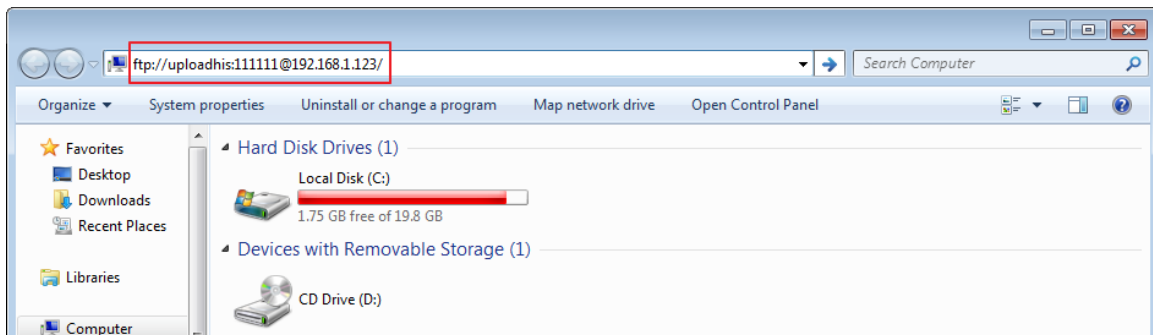 ftp://uploadhis:111111@192.168.1.123/
Search Computer
Organize
System properties
Uninstall or change a program
Map network drive
Open Control Panel
Favorites
Desktop
Downloads
Recent Places
Libraries
Computer
Hard Disk Drives (1)
Local Disk (C:)
1.75 GB free of 19.8 GB
Devices with Removable Storage (1)
CD Drive (D:)